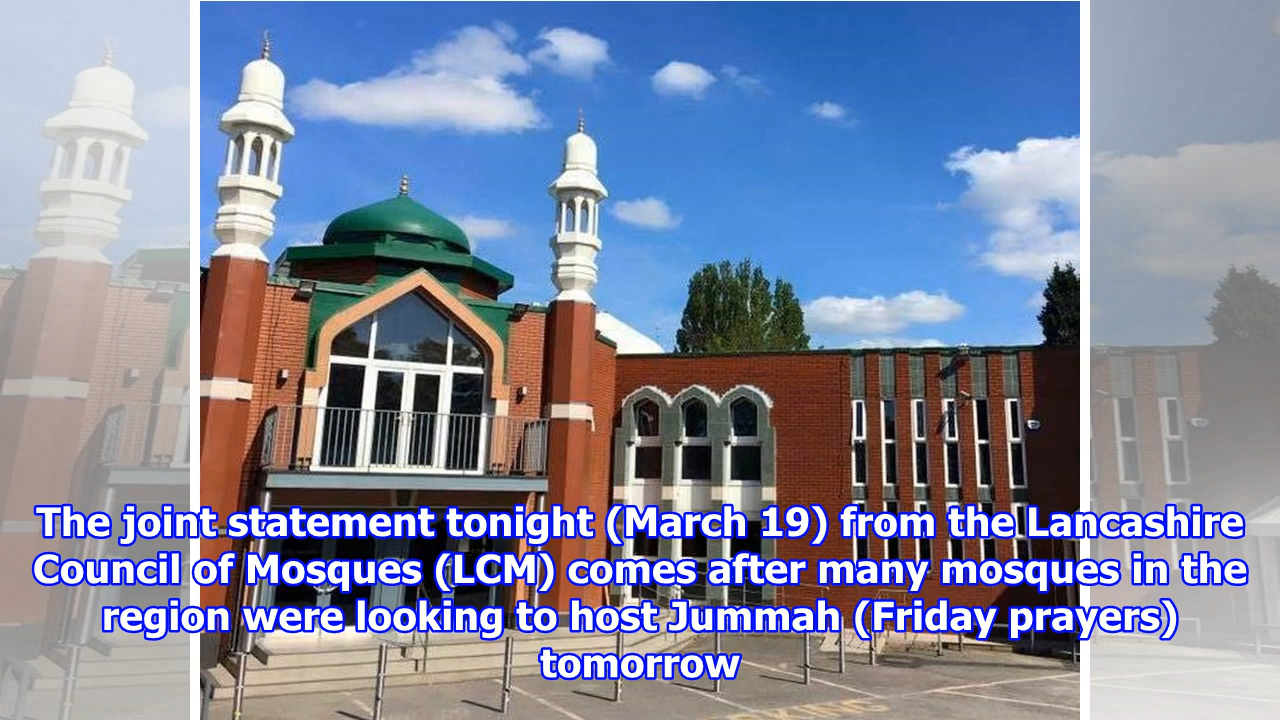 The joint statement tonight (March 19) from the Lancashire
Council of Mosques (LCM) comes after many mosques in the
region were looking to host Jummah (Friday prayers)
tomorrow